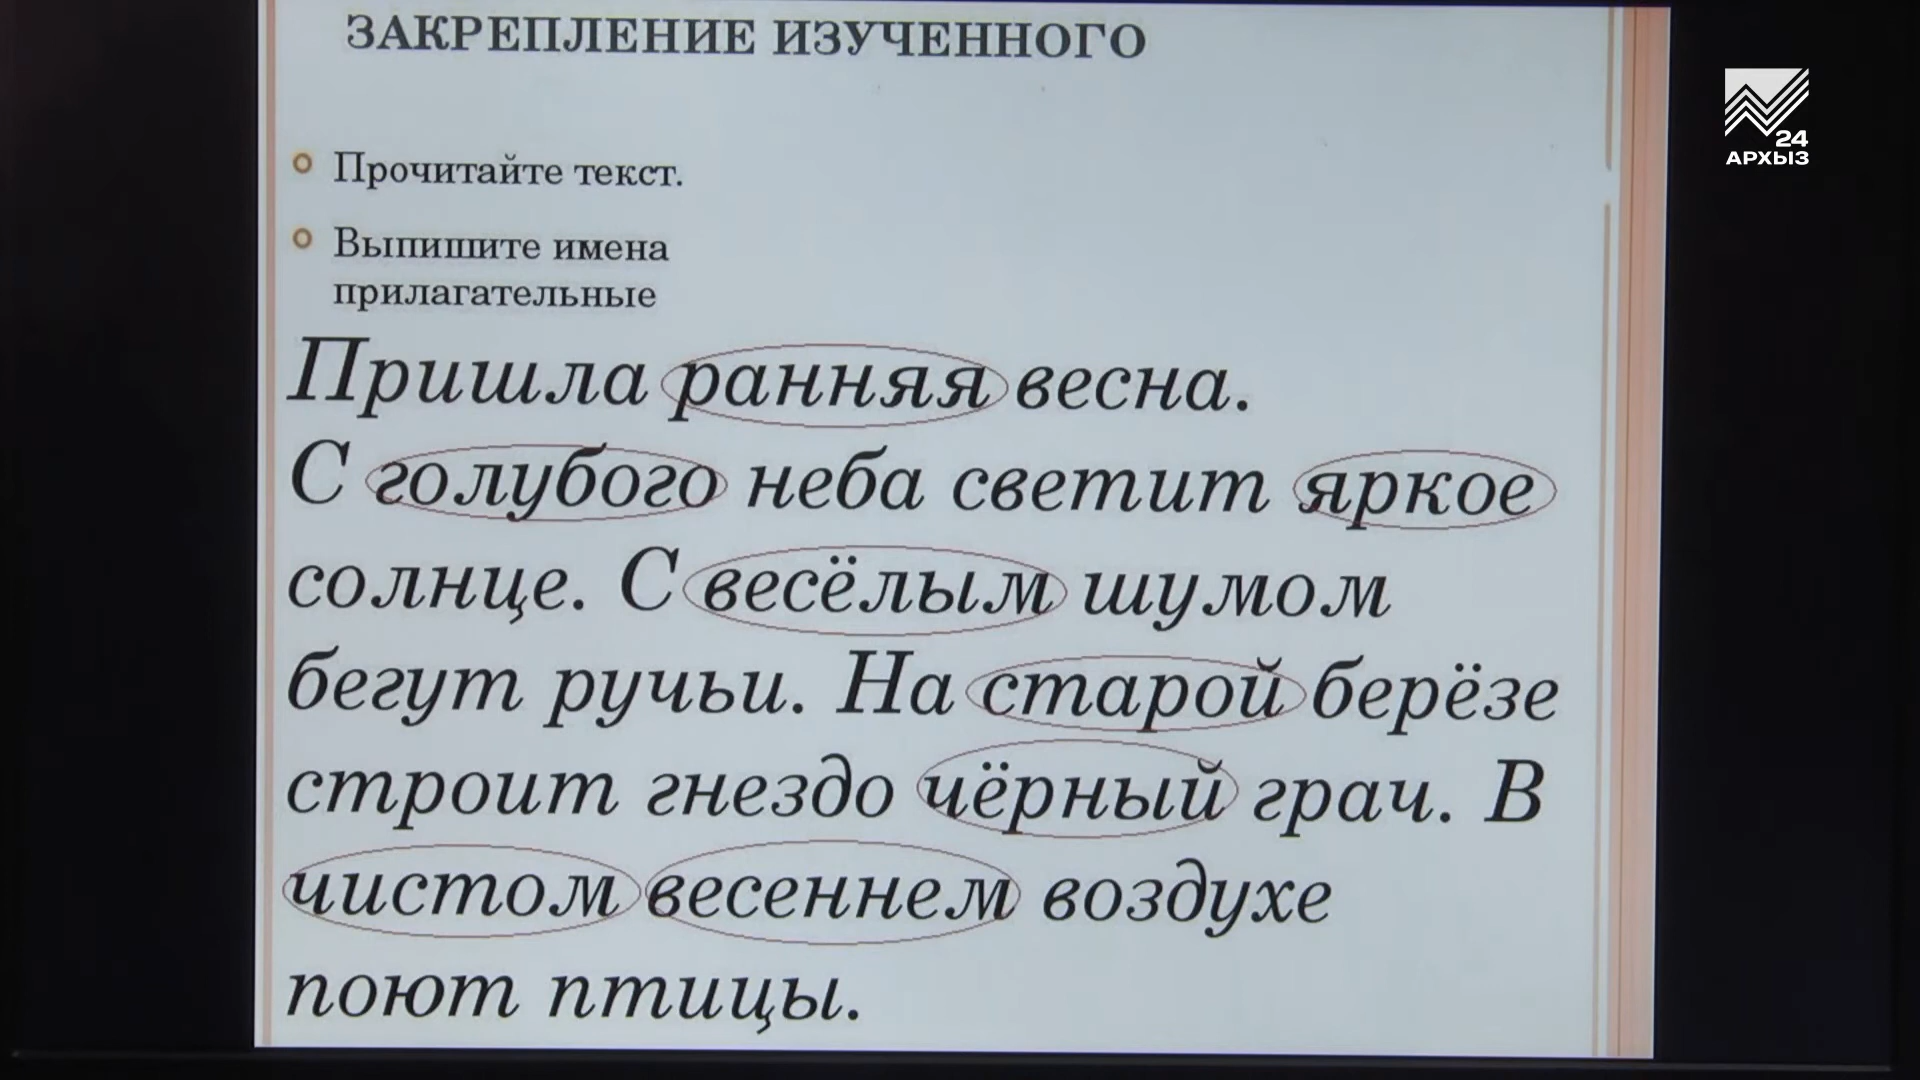 ЗАКРЕПЛЕНИЕ ИЗУЧЕННОГО
24
АРХЫЗ
Прочитайте текст.
Выпишите имена
прилагательные
Пришла ранняя весна.
С голубого неба светит яркое
солнце. С весёлым шумом
бегут ручьи. На старой берёзе
строит гнездо чёрный грач. В
чистом весеннем воздухе
поют птицы.